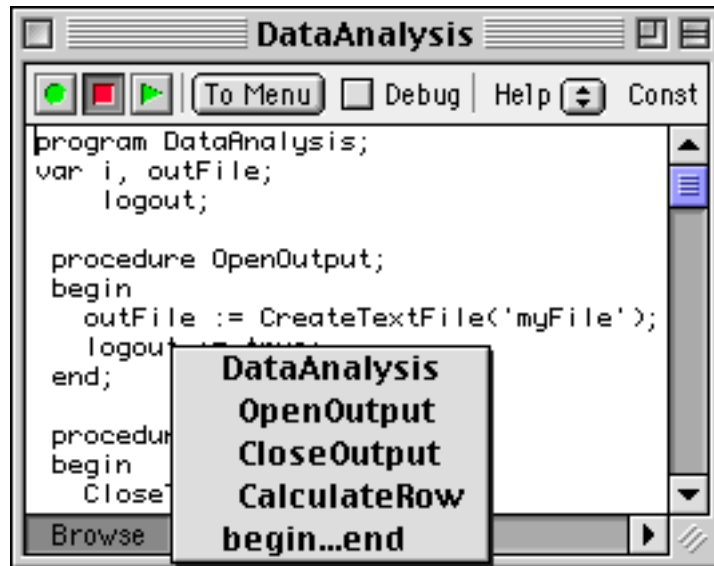 DataAnalysis
To Menu Debug Help Const
program DataAnalysis;
var i, outFile;
logout;
procedure OpenOutput;
begin
outFile := CreateTextFile('myFile');
logout := true;
end;
procedur
begin
Close
DataAnalysis
OpenOutput
CloseOutput
CalculateRow
begin...end
Browse